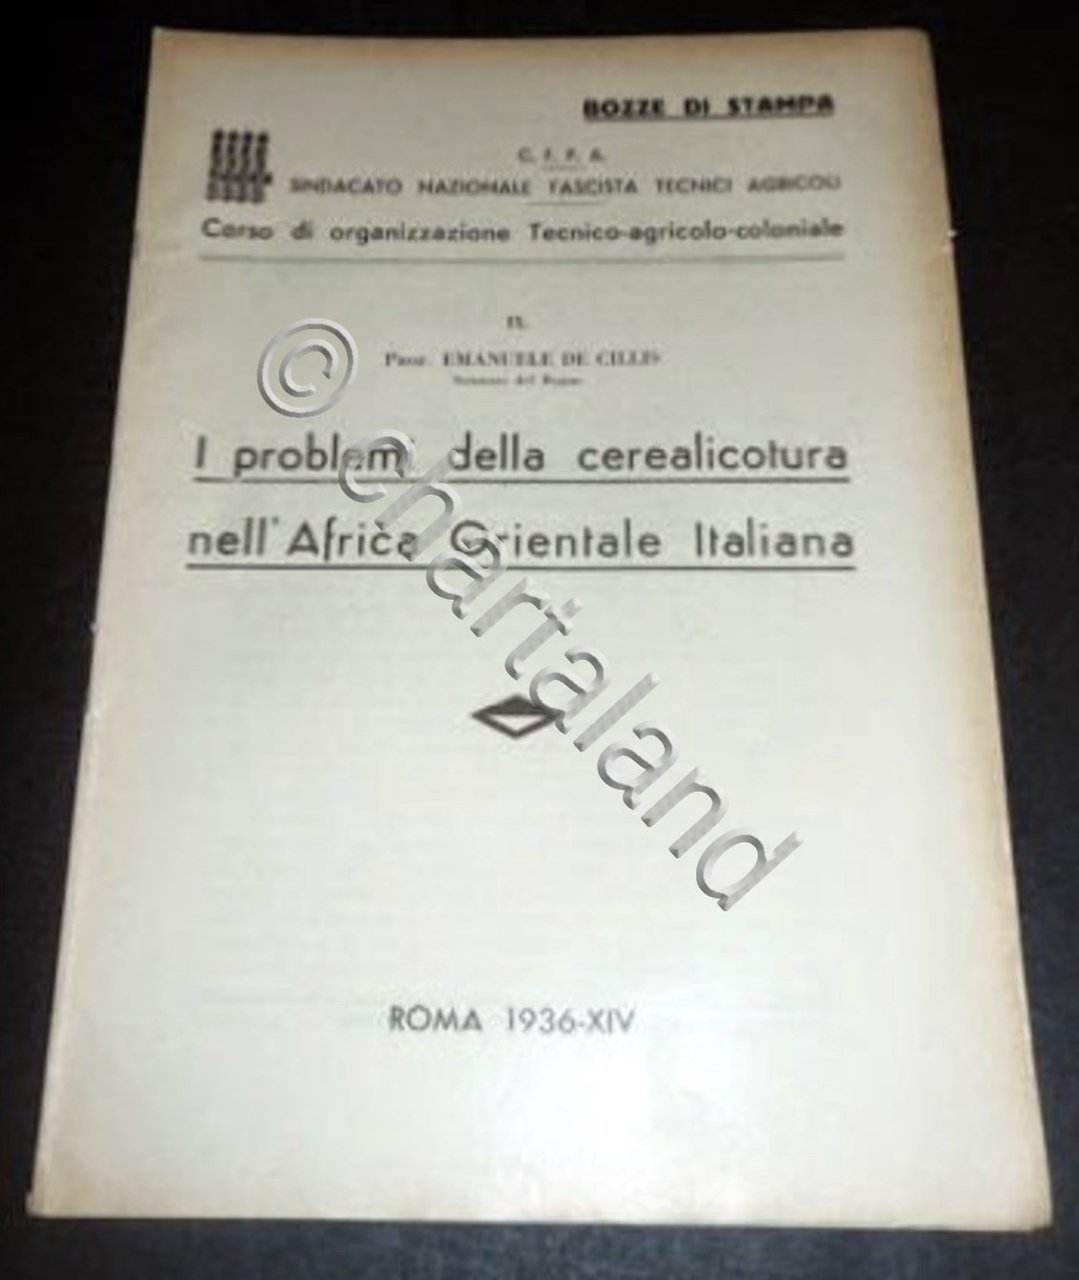 BOZZE DI STAMPA
C. F. F. A.
SINDACATO NAZIONALE FASCISTA TECNICI AGRICOLI
Corso di organizzazione Tecnico-agricolo-coloniale
IX.
Prof. EMANUELE DE CILLIS
Senatore del Regno
I problemi della cerealicotura
nell'Africa Orientale Italiana
© chartaland
ROMA 1936-XIV